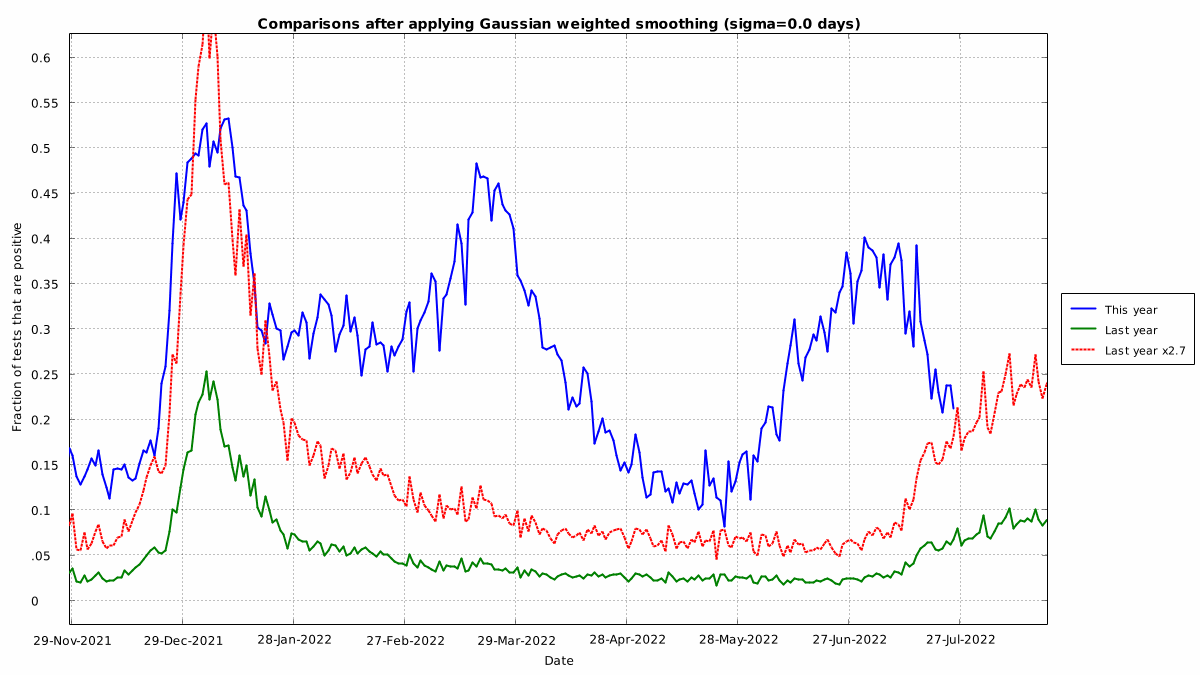 Comparisons after applying Gaussian weighted smoothing (sigma=0.0 days)
Fraction of tests that are positive
0.6
0.55
0.5
0.45
0.4
0.35
0.3
0.25
0.2
0.15
0.1
.05
0
29-Nov-2021
29-Dec-2021
28-Jan-2022
27-Feb-2022
29-Mar-2022
28-Apr-2022
28-May-2022
27-Jun-2022
27-Jul-2022
Date
This year
Last year
Last year x2.7